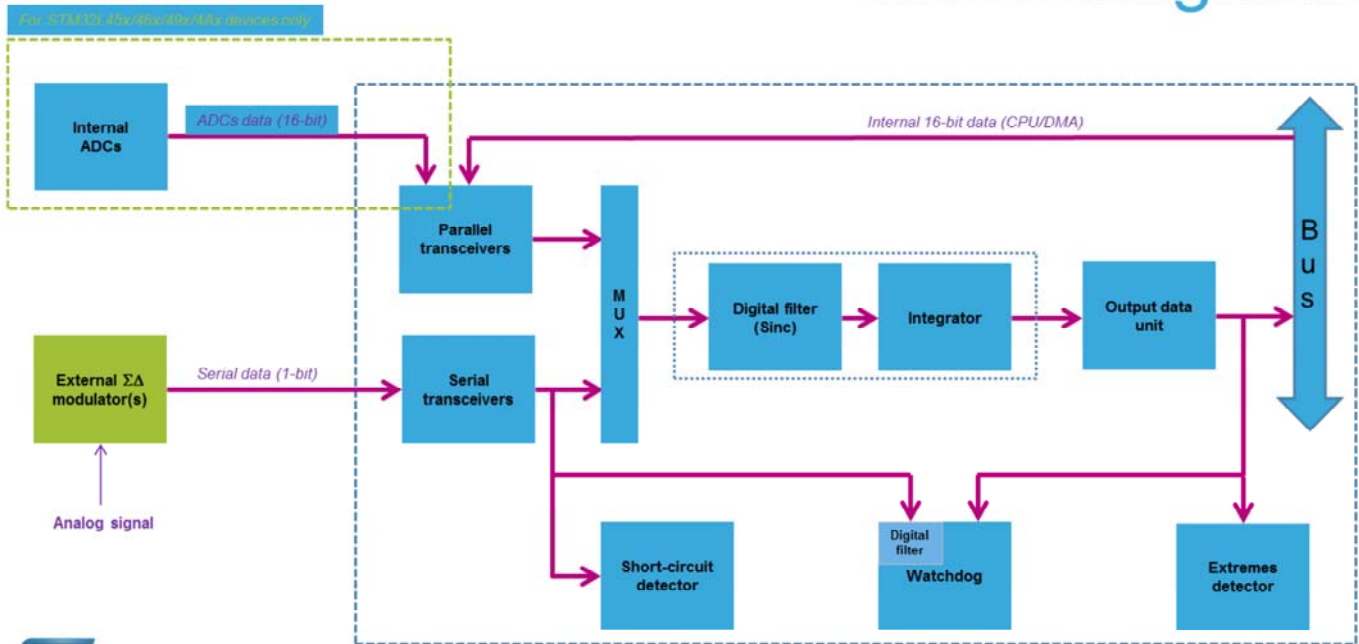 For STM32L45x/46x/49x/4Ax devices only
Internal
ADCs
ADCs data (16-bit)
Internal 16-bit data (CPU/DMA)
Parallel
transceivers
M
U
X
Digital filter
(Sinc)
Integrator
Output data
unit
B
u
s
External ΣΔ
modulator(s)
Serial data (1-bit)
Serial
transceivers
Analog signal
Short-circuit
detector
Digital
filter
Watchdog
Extremes
detector